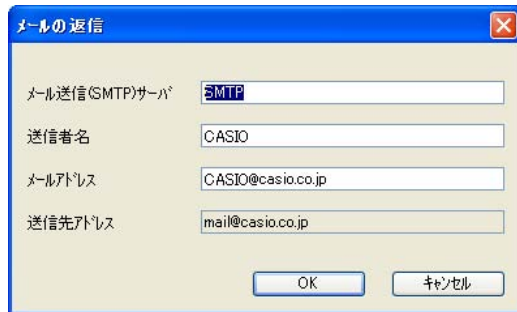 メールの返信
メール送信(SMTP)サーバ SMTP
送信者名 CASIO
メールアドレス CASIO@casio.co.jp
送信先アドレス mail@casio.co.jp
OK キャンセル